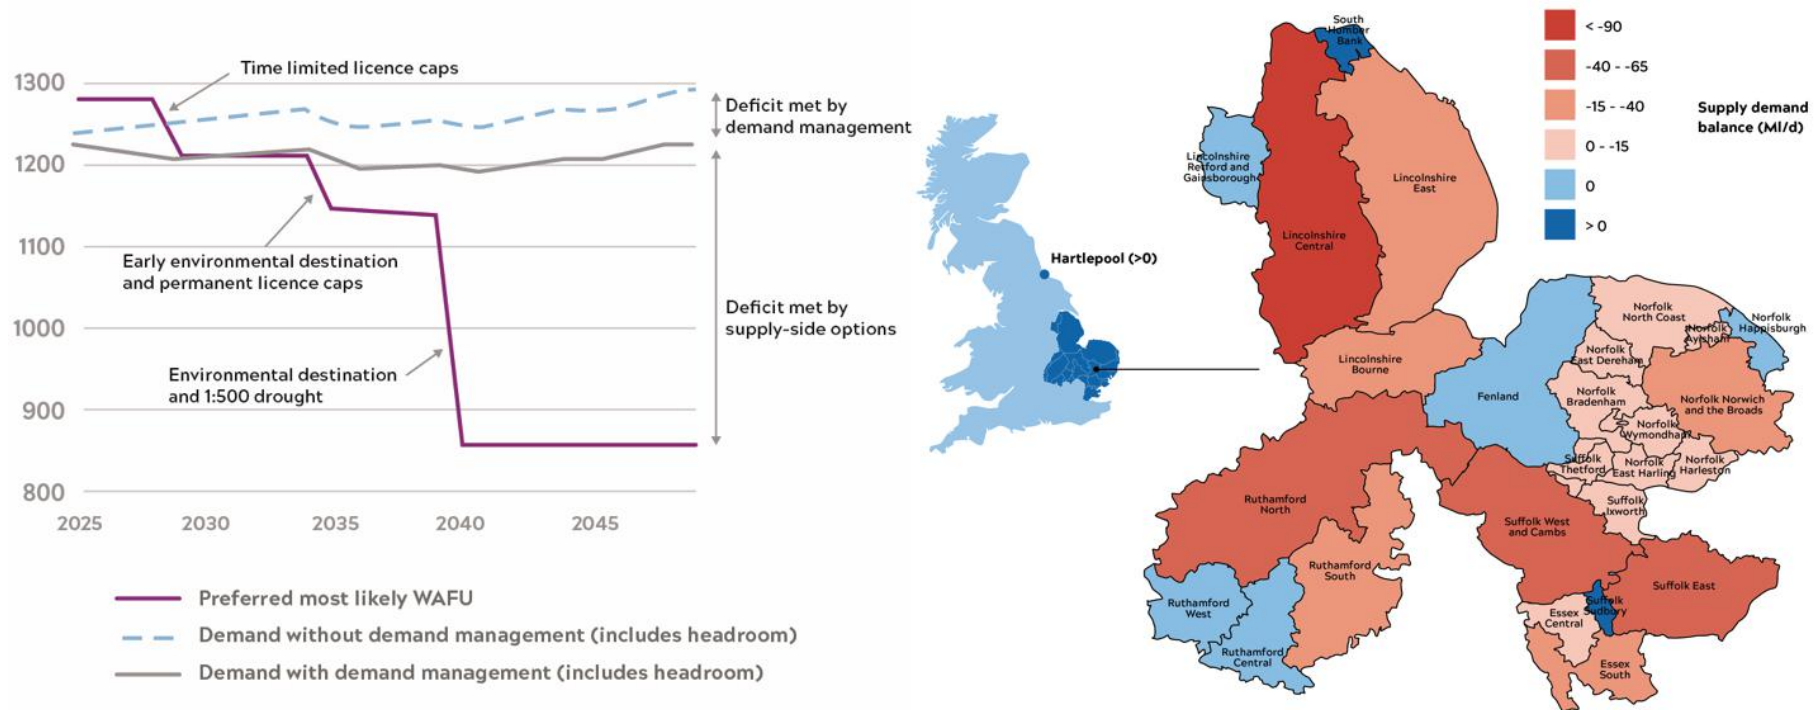 1300
1200
1100
1000
900
800
2025
2030
2035
2040
2045
Time limited licence caps
Early environmental destination
and permanent licence caps
Environmental destination
and 1:500 drought
Deficit met by
demand management
Deficit met by
supply-side options
Preferred most likely WAFU
Demand without demand management (includes headroom)
Demand with demand management (includes headroom)
Hartlepool (>0)
South
Humber
Bank
Lincolnshire
Retford and
Gainsborough
Lincolnshire
Central
Lincolnshire
East
Lincolnshire
Bourne
Fenland
Norfolk
North Coast
Norfolk
Aylsham
Norfolk
Happisburgh
Norfolk
East Dereham
Norfolk
Bradenham
Norfolk Norwich
and the Broads
Norfolk
Wymondham
Suffolk
Thetford
Norfolk
East Harling
Norfolk
Harleston
Suffolk
Ixworth
Ruthamford
North
Suffolk West
and Cambs
Ruthamford
South
Suffolk East
Ruthamford
West
Suffolk
Sudbury
Essex
Central
Ruthamford
Central
Essex
South
< -90
-40 - -65
-15 - -40
0 - -15
0
> 0
Supply demand
balance (Ml/d)